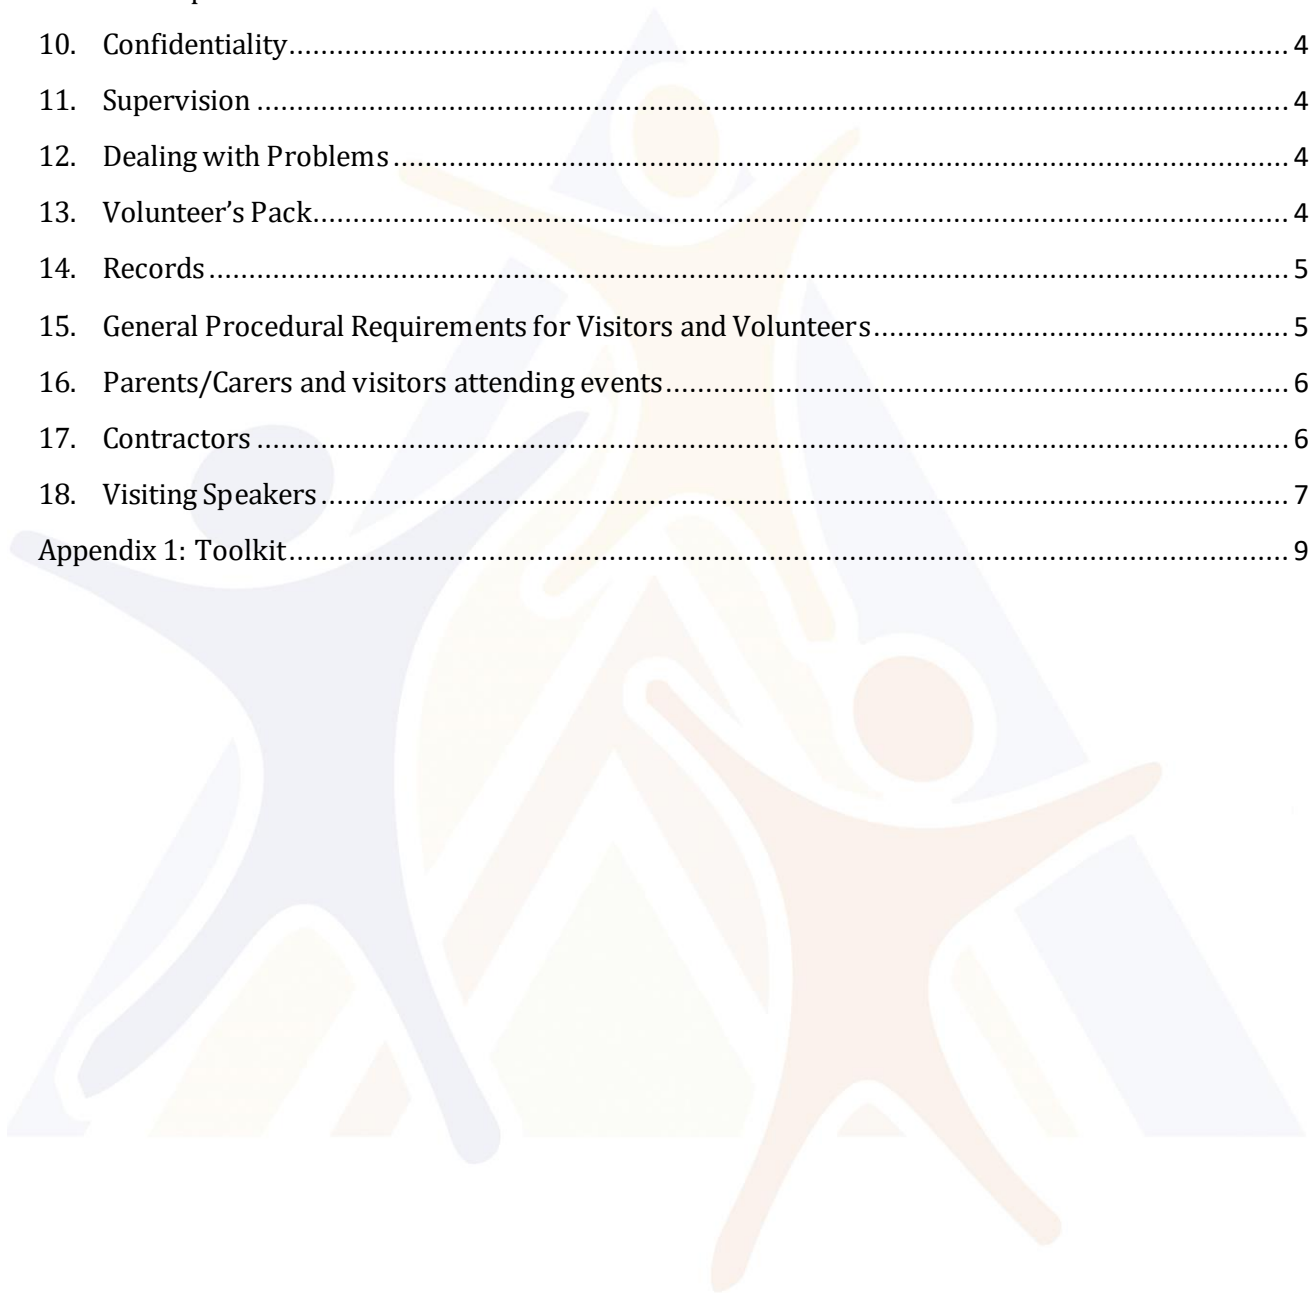 10. Confidentiality.......... 4
11. Supervision .......... 4
12. Dealing with Problems .......... 4
13. Volunteer’s Pack.......... 4
14. Records .......... 5
15. General Procedural Requirements for Visitors and Volunteers .......... 5
16. Parents/Carers and visitors attending events .......... 6
17. Contractors .......... 6
18. Visiting Speakers .......... 7
Appendix 1: Toolkit .......... 9